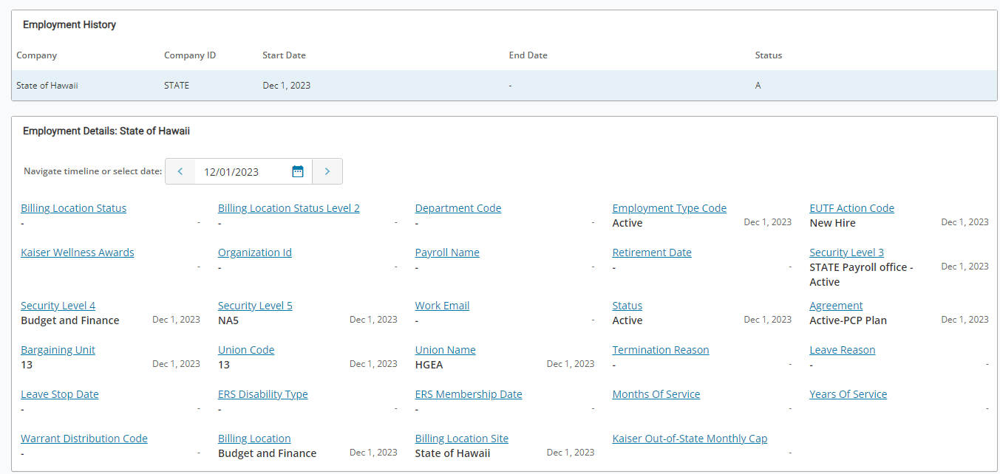 Employment History
Company Company ID Start Date End Date Status
State of Hawaii STATE Dec 1, 2023 - A
Employment Details: State of Hawaii
Navigate timeline or select date: < 12/01/2023 >
Billing Location Status Billing Location Status Level 2 Department Code Employment Type Code EUTF Action Code
- - - - - - Active Dec 1, 2023 New Hire Dec 1, 2023
Kaiser Wellness Awards Organization Id Payroll Name Retirement Date Security Level 3
- - - - - - - STATE Payroll office - Dec 1, 2023
Active
Security Level 4 Security Level 5 Work Email Status Agreement
Budget and Finance Dec 1, 2023 NA5 Dec 1, 2023 - - Active Dec 1, 2023 Active-PCP Plan Dec 1, 2023
Bargaining Unit Union Code Union Name Termination Reason Leave Reason
13 Dec 1, 2023 13 Dec 1, 2023 HGEA Dec 1, 2023 - - - -
Leave Stop Date ERS Disability Type ERS Membership Date Months Of Service Years Of Service
- - - - - - - -
Warrant Distribution Code Billing Location Billing Location Site Kaiser Out-of-State Monthly Cap
- - Budget and Finance Dec 1, 2023 State of Hawaii Dec 1, 2023 -